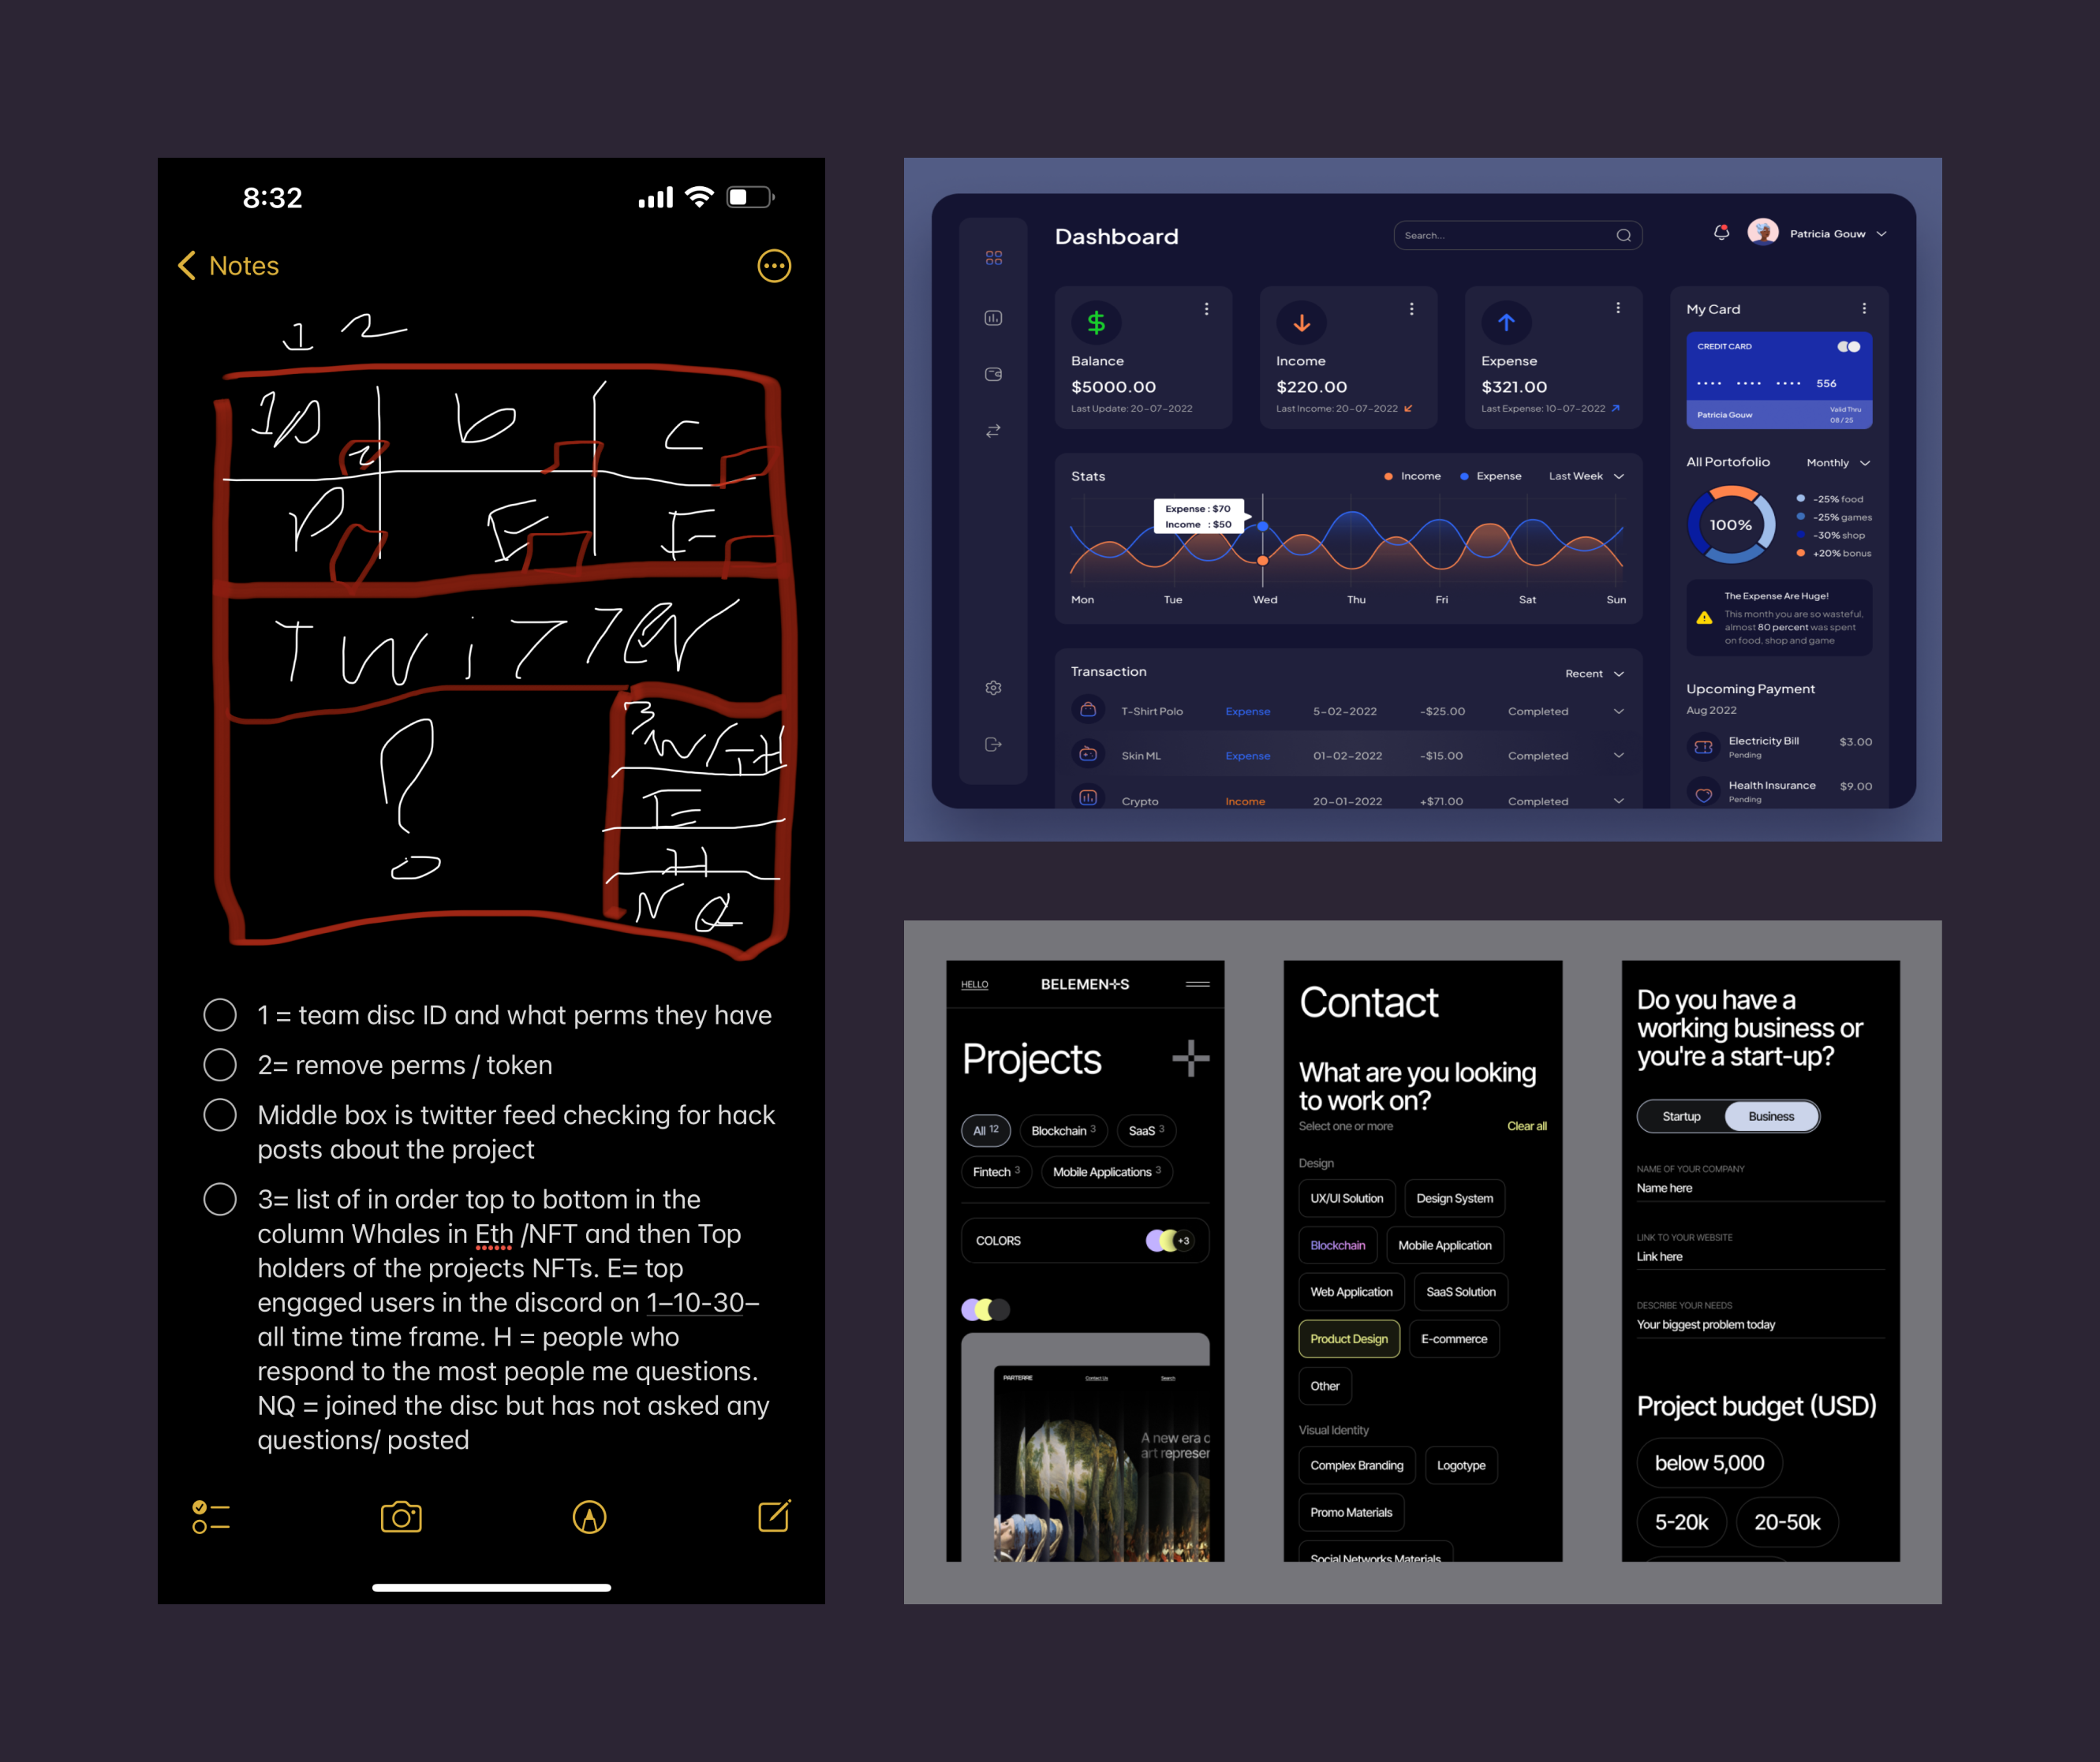 8:32
Notes
1 2
1D b C
2
D E F
TWITTER
?
3 W/TH
E
H
NQ
1 = team disc ID and what perms they have
2= remove perms / token
Middle box is twitter feed checking for hack
posts about the project
3= list of in order top to bottom in the
column Whales in Eth /NFT and then Top
holders of the projects NFTs. E= top
engaged users in the discord on 1–10-30–
all time time frame. H = people who
respond to the most people me questions.
NQ = joined the disc but has not asked any
questions/ posted
Dashboard
Search...
Patricia Gouw
Balance
$5000.00
Last Update: 20-07-2022
Income
$220.00
Last Income: 20-07-2022
Expense
$321.00
Last Expense: 10-07-2022
My Card
CREDIT CARD
•••• •••• •••• 556
Patricia Gouw
Valid Thru
08 / 25
Stats
Income Expense Last Week
Expense : $70
Income : $50
Mon Tue Wed Thu Fri Sat Sun
All Portofolio Monthly
100%
-25% food
-25% games
-30% shop
+20% bonus
The Expense Are Huge!
This month you are so wasteful,
almost 80 percent was spent
on food, shop and game
Transaction Recent
T-Shirt Polo Expense 5-02-2022 -$25.00 Completed
Skin ML Expense 01-02-2022 -$15.00 Completed
Crypto Income 20-01-2022 +$71.00 Completed
Upcoming Payment
Aug 2022
Electricity Bill $3.00
Pending
Health Insurance $9.00
Pending
HELLO BELEMENTS
Projects
All 12 Blockchain 3 SaaS 3
Fintech 3 Mobile Applications 3
COLORS +3
PARTERRE Contact Us Search
A new era o
art represer
Contact
What are you looking
to work on?
Select one or more Clear all
Design
UX/UI Solution Design System
Blockchain Mobile Application
Web Application SaaS Solution
Product Design E-commerce
Other
Visual Identity
Complex Branding Logotype
Promo Materials
Social Networks Materials
Do you have a
working business or
you're a start-up?
Startup Business
NAME OF YOUR COMPANY
Name here
LINK TO YOUR WEBSITE
Link here
DESCRIBE YOUR NEEDS
Your biggest problem today
Project budget (USD)
below 5,000
5-20k 20-50k